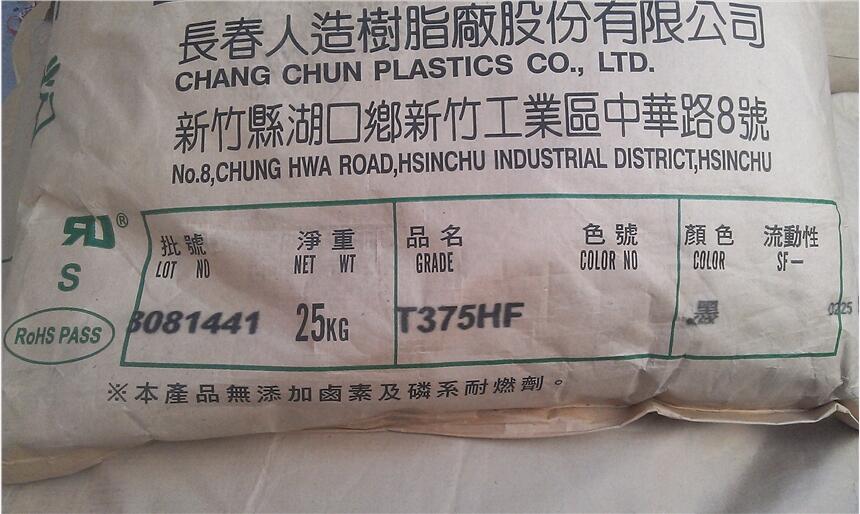 長春人造樹脂廠股份有限公司
CHANG CHUN PLASTICS CO., LTD.
新竹縣湖口鄉新竹工業區中華路8號
No.8,CHUNG HWA ROAD,HSINCHU INDUSTRIAL DISTRICT,HSINCHU
RU®
S
RoHS PASS
批號 淨重 品名 色號 顏色 流動性
LOT NO NET WT GRADE COLOR NO COLOR SF—
8081441 25KG T375HF 墨 0225
※本產品無添加鹵素及磷系耐燃劑。